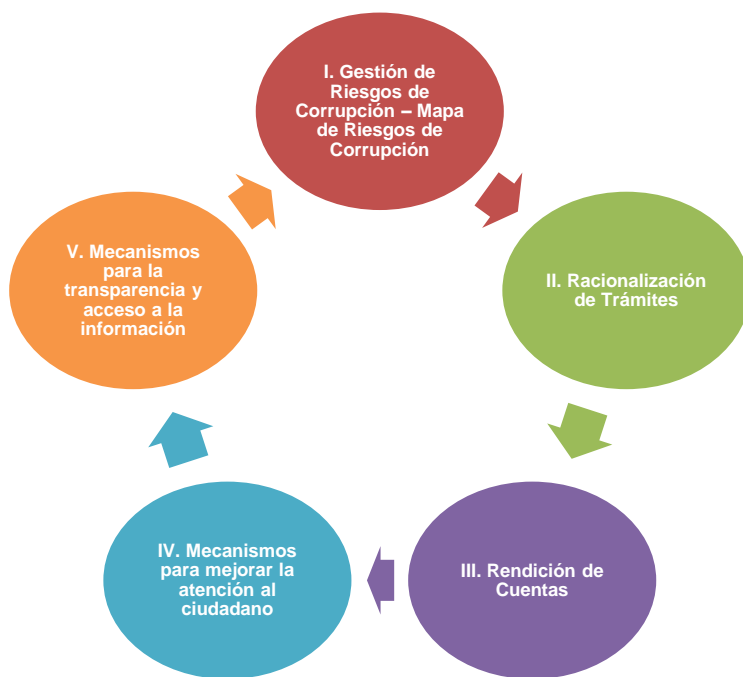 I. Gestión de
Riesgos de
Corrupción – Mapa
de Riesgos de
Corrupción
II. Racionalización
de Trámites
III. Rendición de
Cuentas
IV. Mecanismos
para mejorar la
atención al
ciudadano
V. Mecanismos
para la
transparencia y
acceso a la
información